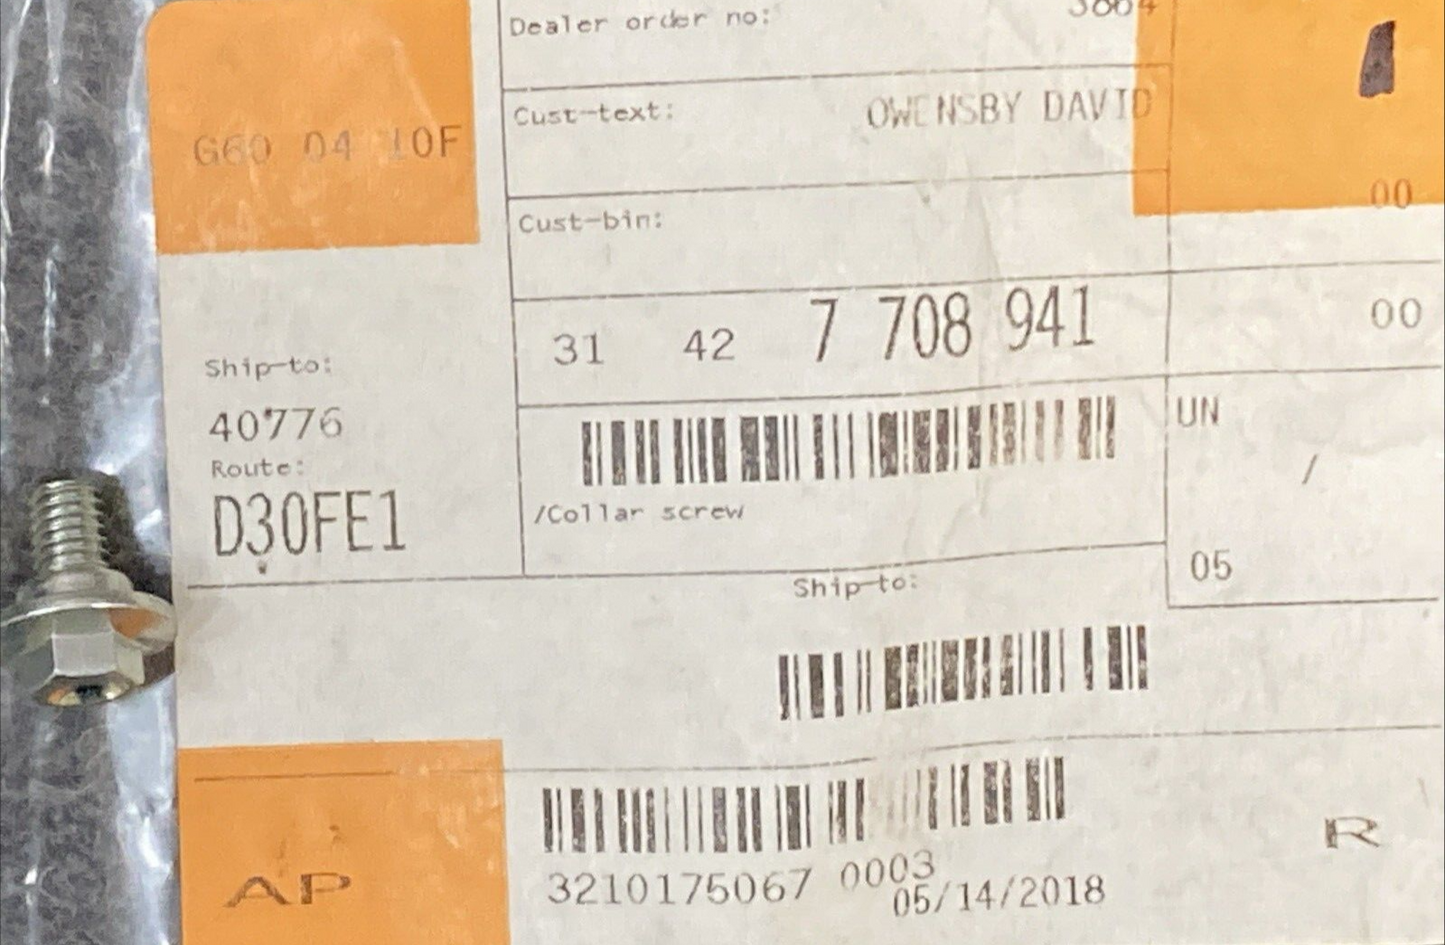 Dealer order no:
Cust-text: OWENSBY DAVID
G60 04 10F
00
Cust-bin:
31 42 7 708 941 00
Ship-to:
40776
UN
Route:
/
D30FE1
/Collar screw
05
Ship-to:
R
AP
3210175067 0003
05/14/2018